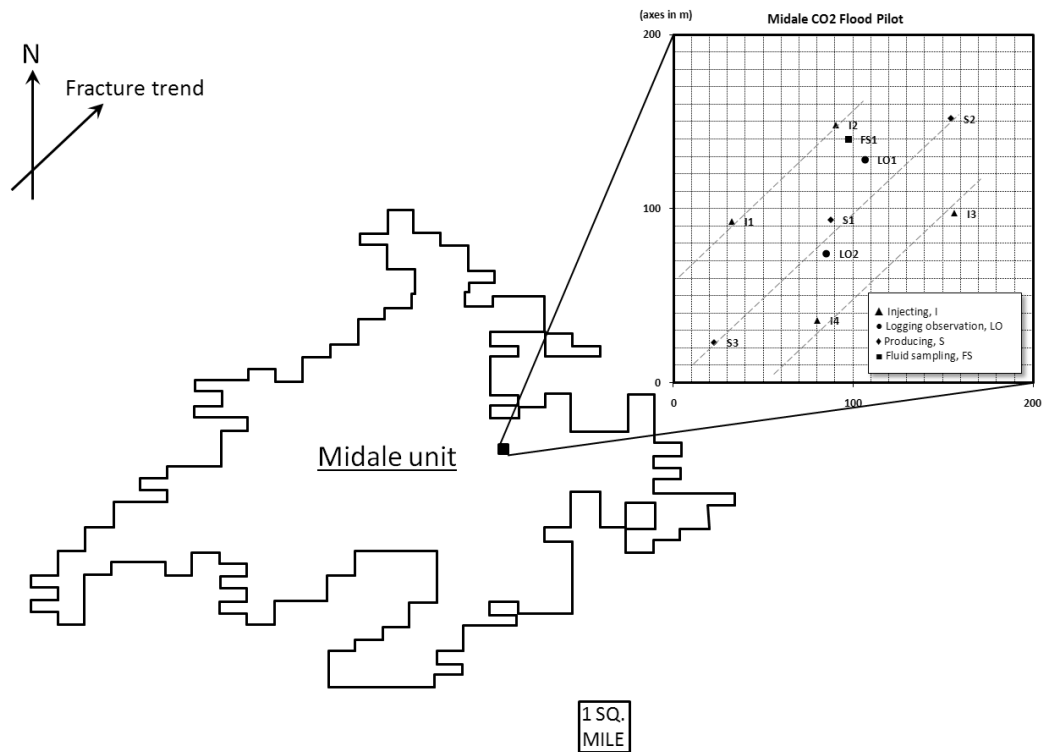 (axes in m)
Midale CO2 Flood Pilot
N
Fracture trend
200
100
0
I2
FS1
LO1
S2
I1
S1
I3
LO2
I4
S3
Injecting, I
Logging observation, LO
Producing, S
Fluid sampling, FS
0
100
200
Midale unit
1 SQ.
MILE